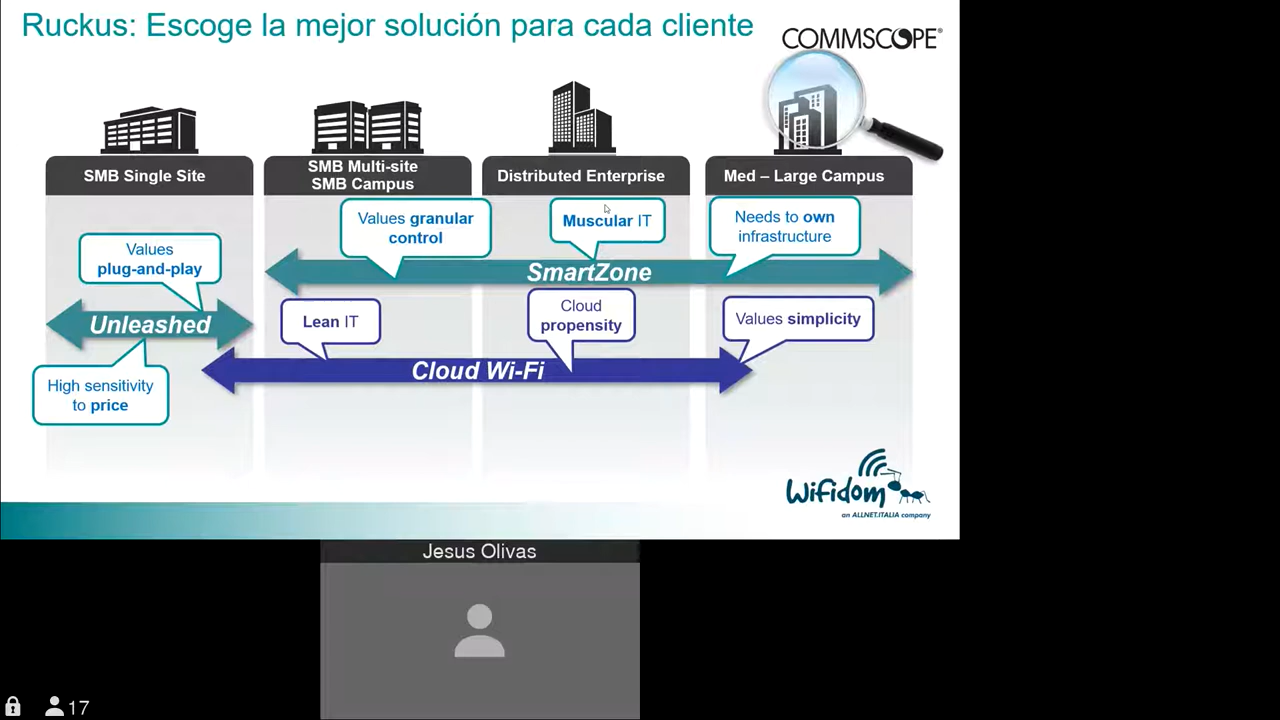 Ruckus: Escoge la mejor solución para cada cliente
COMMSCOPE®
SMB Single Site
SMB Multi-site
SMB Campus
Distributed Enterprise
Med – Large Campus
Values granular
control
Muscular IT
Needs to own
infrastructure
Values
plug-and-play
SmartZone
Unleashed
Lean IT
Cloud
propensity
Values simplicity
Cloud Wi-Fi
High sensitivity
to price
Wifidom
an ALLNET.ITALIA company
Jesus Olivas
17